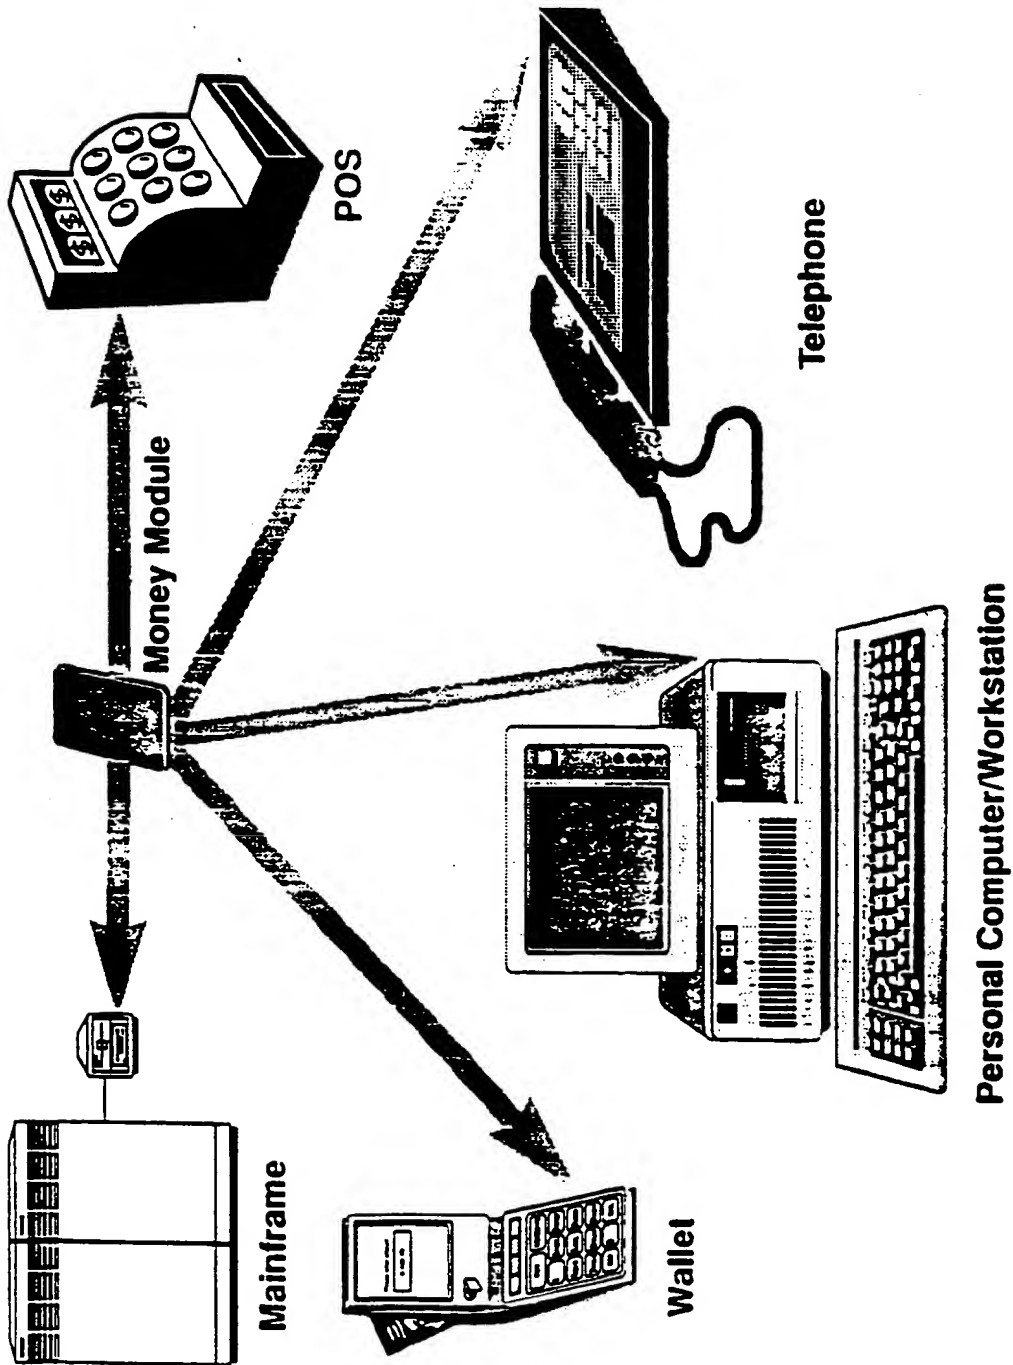 Mainframe
Money Module
POS
Wallet
Personal Computer/Workstation
Telephone
$ $ $